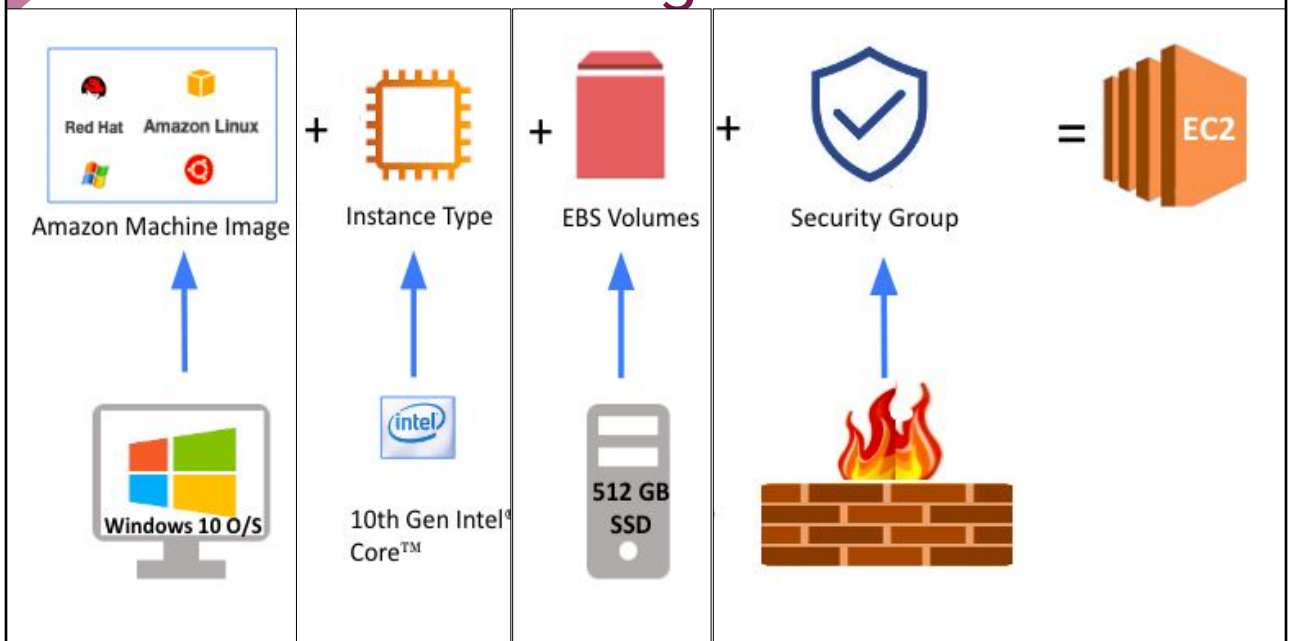 Red Hat
Amazon Linux
+
+
+
=
EC2
Amazon Machine Image
Instance Type
EBS Volumes
Security Group
intel
Windows 10 O/S
10th Gen Intel®
Core™
512 GB
SSD